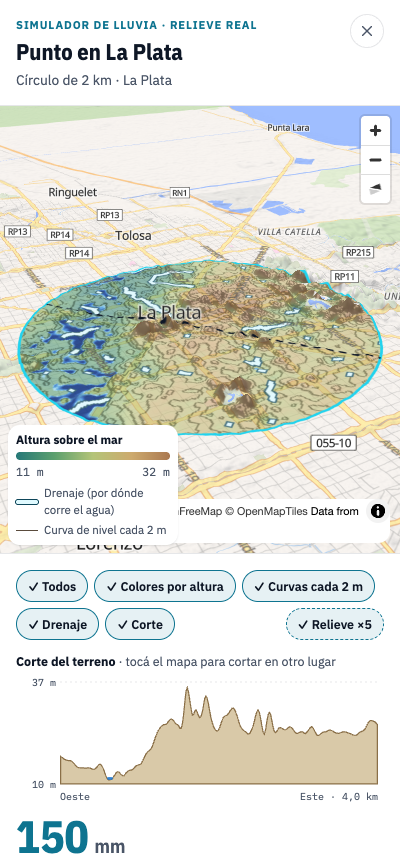 SIMULADOR DE LLUVIA · RELIEVE REAL
Punto en La Plata
Círculo de 2 km · La Plata
Punta Lara
Ringuelet
RN1
RP13
RP13
RP14
Tolosa
VILLA CATELLA
RP14
RP215
RP11
La Plata
055-10
Altura sobre el mar
11 m
32 m
Drenaje (por dónde
corre el agua)
Curva de nivel cada 2 m
FreeMap © OpenMapTiles Data from
✓ Todos
✓ Colores por altura
✓ Curvas cada 2 m
✓ Drenaje
✓ Corte
✓ Relieve ×5
Corte del terreno · tocá el mapa para cortar en otro lugar
37 m
10 m
Oeste
Este · 4,0 km
150 mm